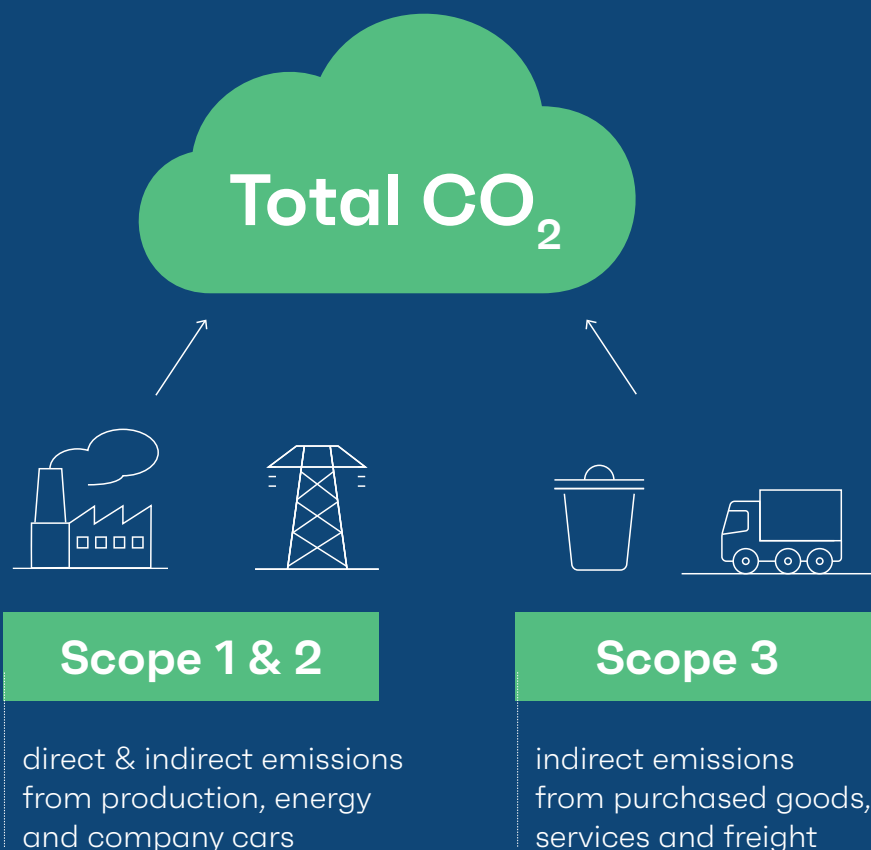 Total CO₂
Scope 1 & 2
direct & indirect emissions
from production, energy
and company cars
Scope 3
indirect emissions
from purchased goods,
services and freight